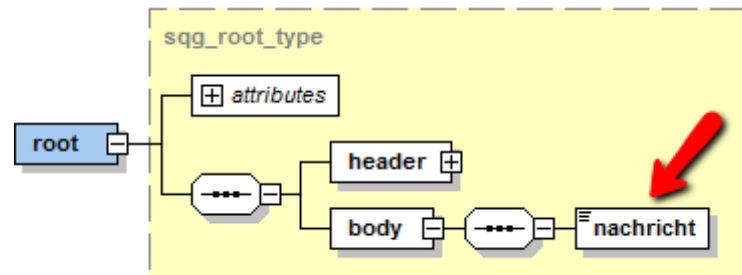 sqg_root_type
attributes
root
header
body
nachricht